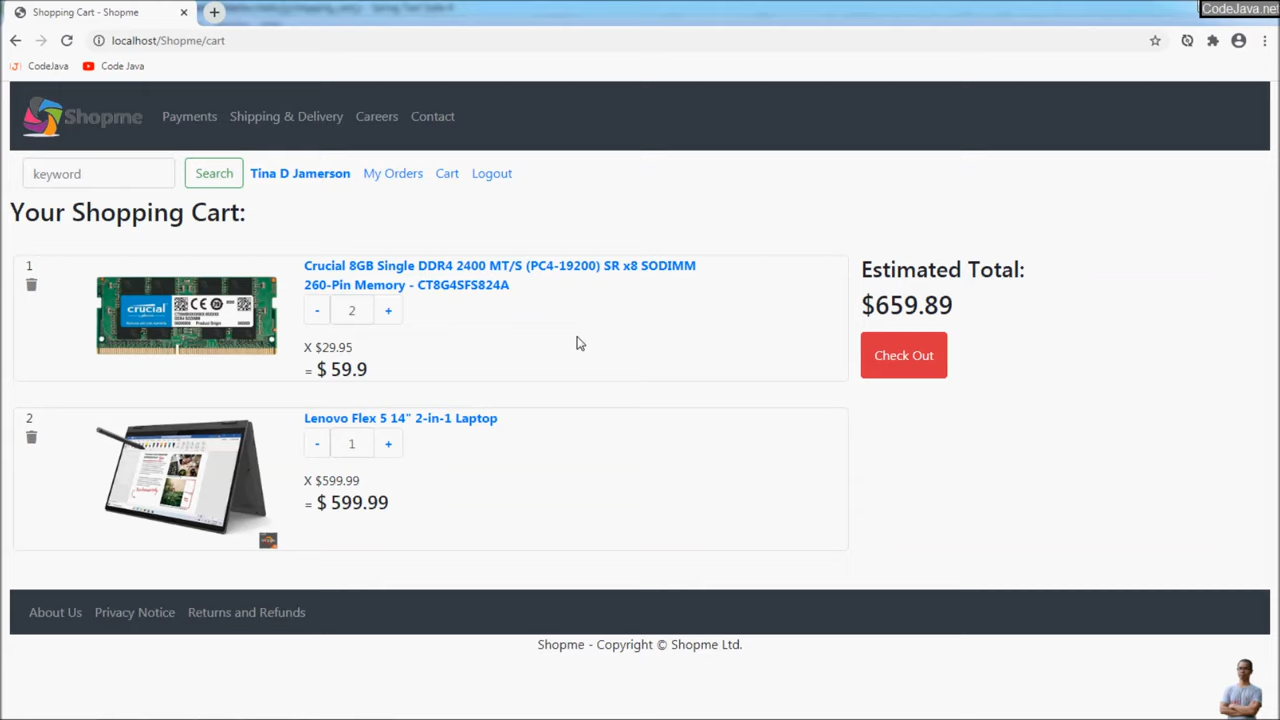 Shopping Cart - Shopme
CodeJava.net
localhost/Shopme/cart
CodeJava
Code Java
Shopme
Payments
Shipping & Delivery
Careers
Contact
keyword
Search
Tina D Jamerson
My Orders
Cart
Logout
Your Shopping Cart:
1
Crucial 8GB Single DDR4 2400 MT/S (PC4-19200) SR x8 SODIMM
260-Pin Memory - CT8G4SFS824A
- 2 +
X $29.95
= $ 59.9
crucial
Estimated Total:
$659.89
Check Out
2
Lenovo Flex 5 14" 2-in-1 Laptop
- 1 +
X $599.99
= $ 599.99
About Us
Privacy Notice
Returns and Refunds
Shopme - Copyright © Shopme Ltd.